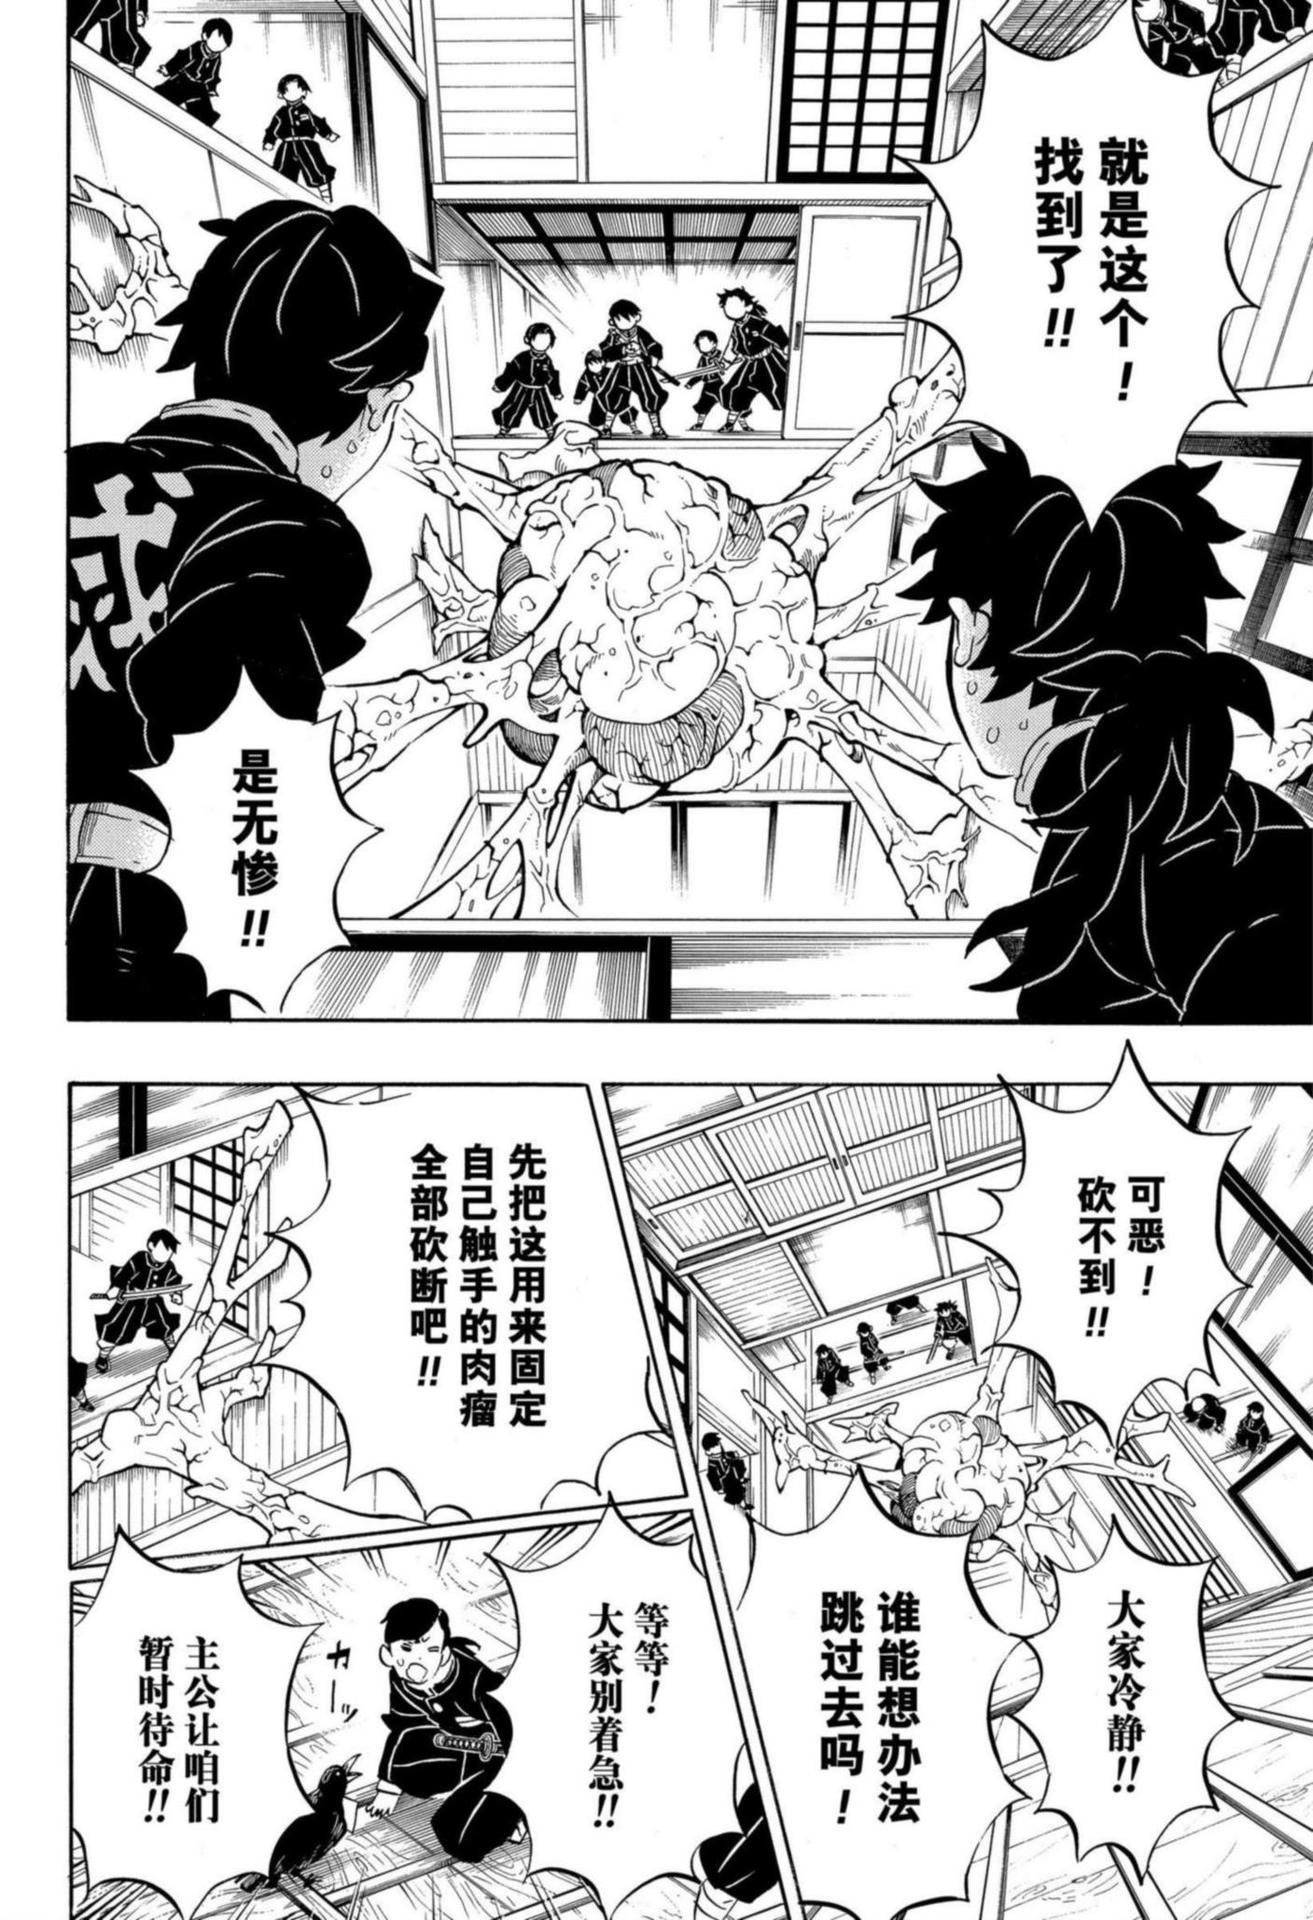 就是这个！
找到了!!
是无惨!!
可恶！
砍不到!!
大家冷静!!
谁能想办法
跳过去吗！
先把这用来固定
自己触手的肉瘤
全部砍断吧!!
等等！
大家别着急!!
カー
主公让咱们
暂时待命!!